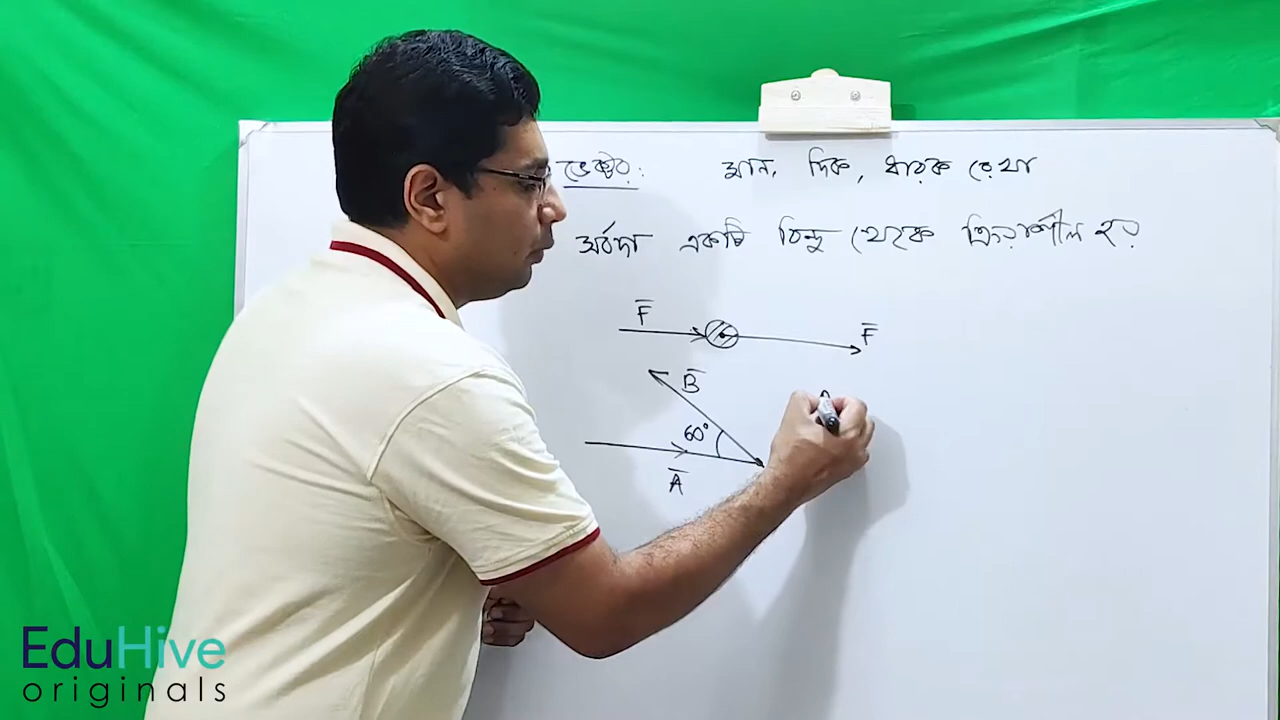 ভেক্টর: মান, দিক, ধারক রেখা
সর্বদা একটি বিন্দু থেকে ক্রিয়াশীল হয়
F̅
F̅
B̅
60°
A̅
EduHive
originals